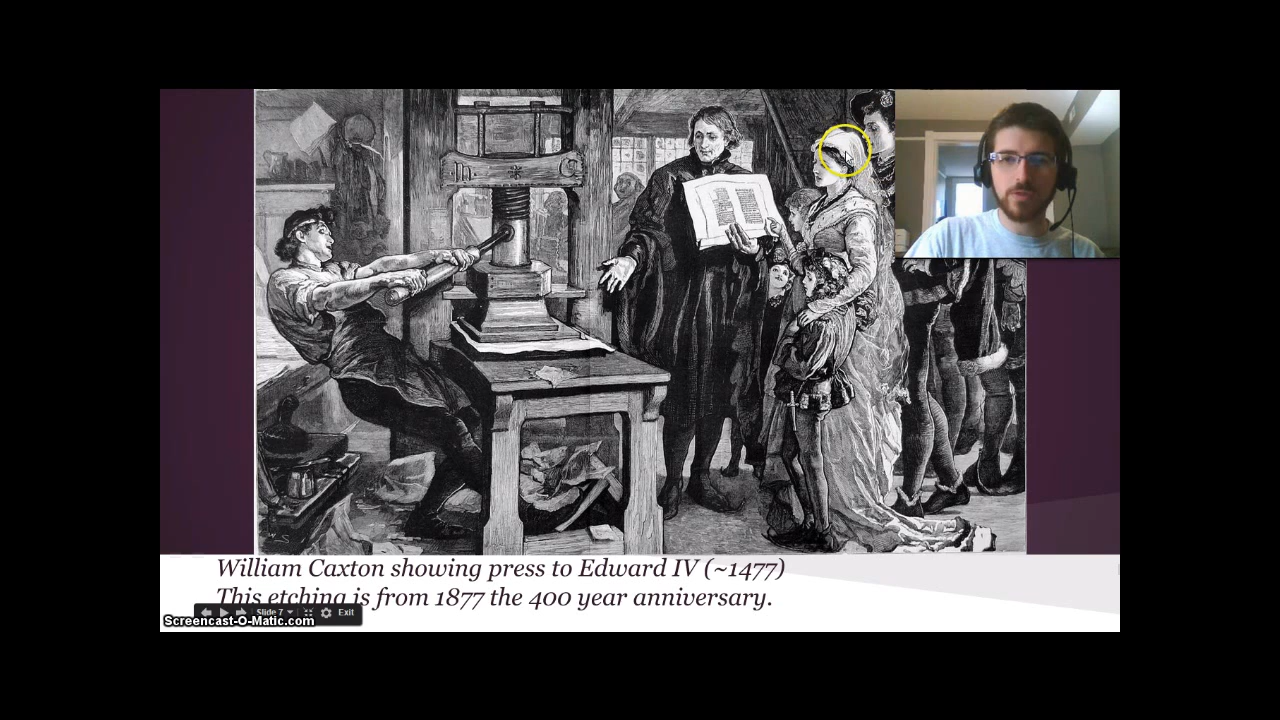 William Caxton showing press to Edward IV (~1477)
This etching is from 1877 the 400 year anniversary.
Slide 7
Exit
Screencast-O-Matic.com